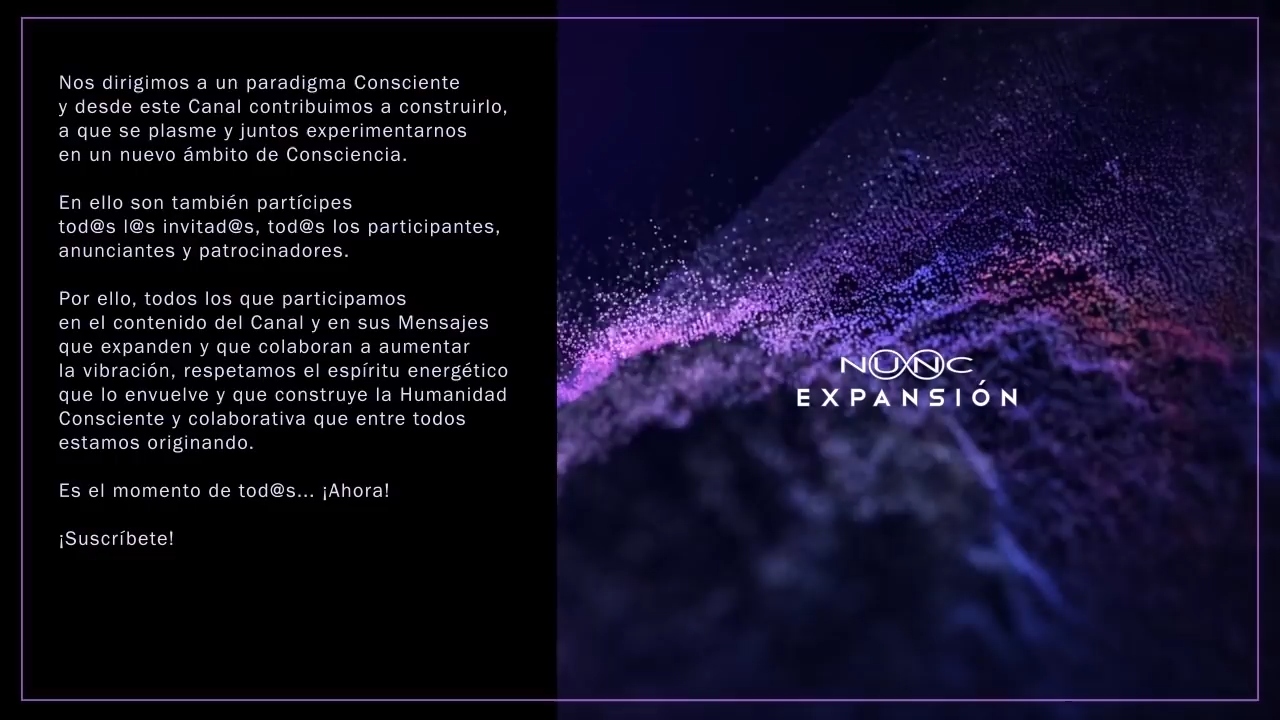 Nos dirigimos a un paradigma Consciente
y desde este Canal contribuimos a construirlo,
a que se plasme y juntos experimentarnos
en un nuevo ámbito de Consciencia.
En ello son también partícipes
tod@s l@s invitad@s, tod@s los participantes,
anunciantes y patrocinadores.
Por ello, todos los que participamos
en el contenido del Canal y en sus Mensajes
que expanden y que colaboran a aumentar
la vibración, respetamos el espíritu energético
que lo envuelve y que construye la Humanidad
Consciente y colaborativa que entre todos
estamos originando.
Es el momento de tod@s... ¡Ahora!
¡Suscríbete!
NUNC
EXPANSIÓN